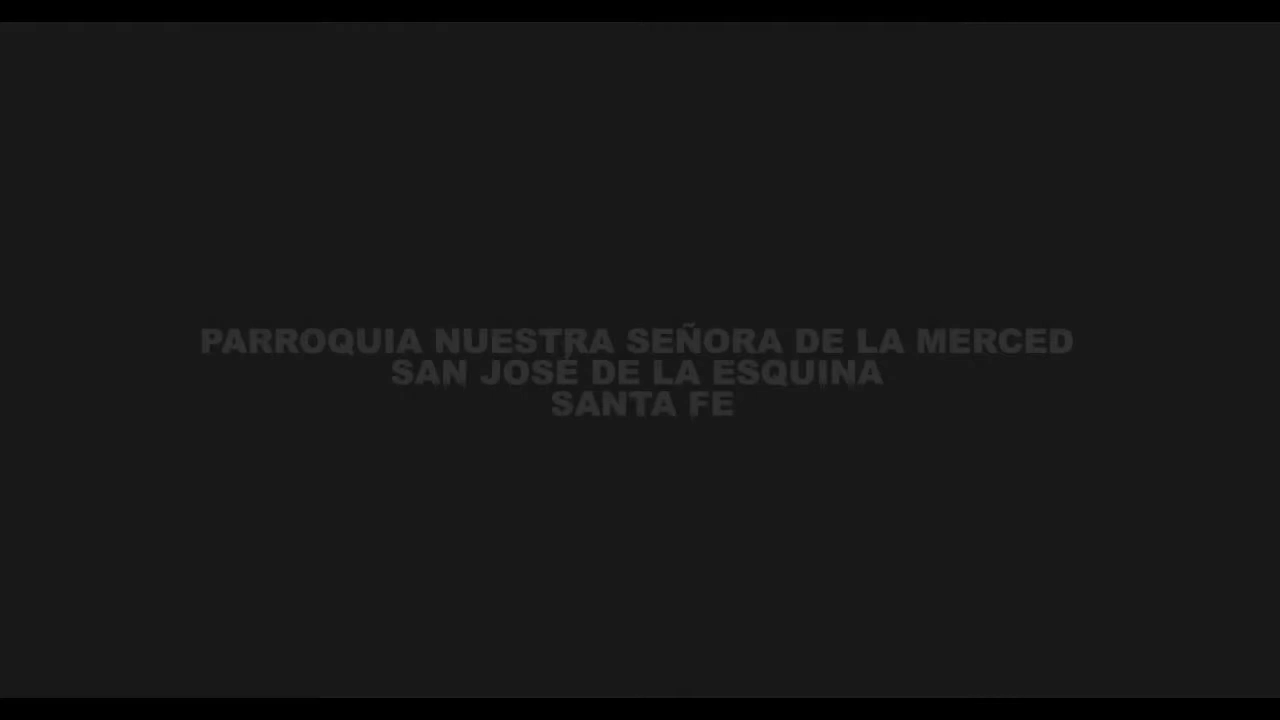 PARROQUIA NUESTRA SEÑORA DE LA MERCED
SAN JOSÉ DE LA ESQUINA
SANTA FE